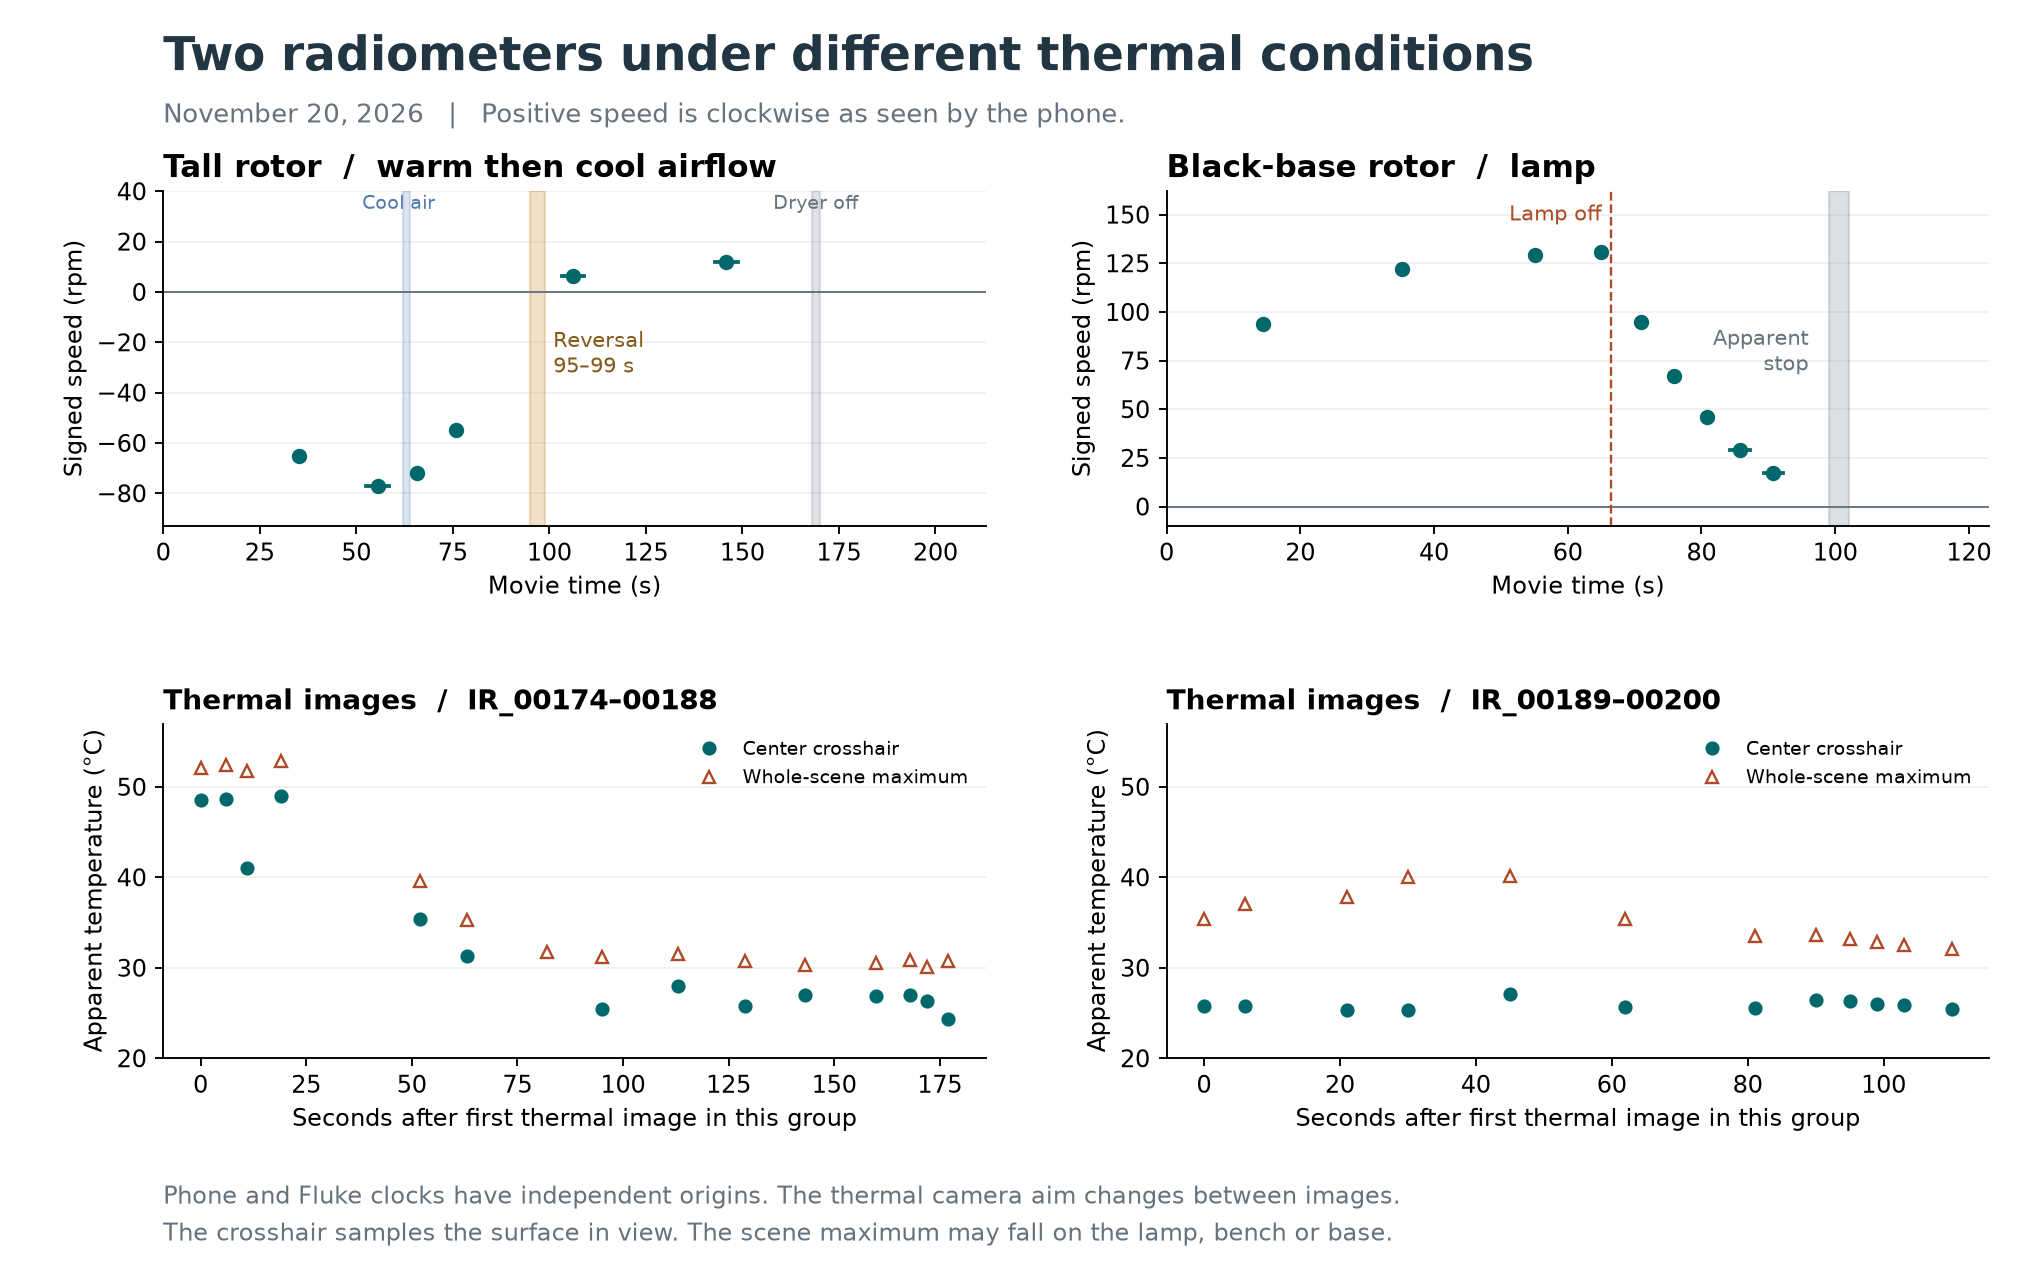 Two radiometers under different thermal conditions
November 20, 2026 | Positive speed is clockwise as seen by the phone.
Tall rotor / warm then cool airflow
Signed speed (rpm)
40
20
0
−20
−40
−60
−80
Cool air
Dryer off
Reversal
95–99 s
0 25 50 75 100 125 150 175 200
Movie time (s)
Black-base rotor / lamp
Signed speed (rpm)
150
125
100
75
50
25
0
Lamp off
Apparent
stop
0 20 40 60 80 100 120
Movie time (s)
Thermal images / IR_00174–00188
Apparent temperature (°C)
50
40
30
20
Center crosshair
Whole-scene maximum
0 25 50 75 100 125 150 175
Seconds after first thermal image in this group
Thermal images / IR_00189–00200
Apparent temperature (°C)
50
40
30
20
Center crosshair
Whole-scene maximum
0 20 40 60 80 100
Seconds after first thermal image in this group
Phone and Fluke clocks have independent origins. The thermal camera aim changes between images.
The crosshair samples the surface in view. The scene maximum may fall on the lamp, bench or base.